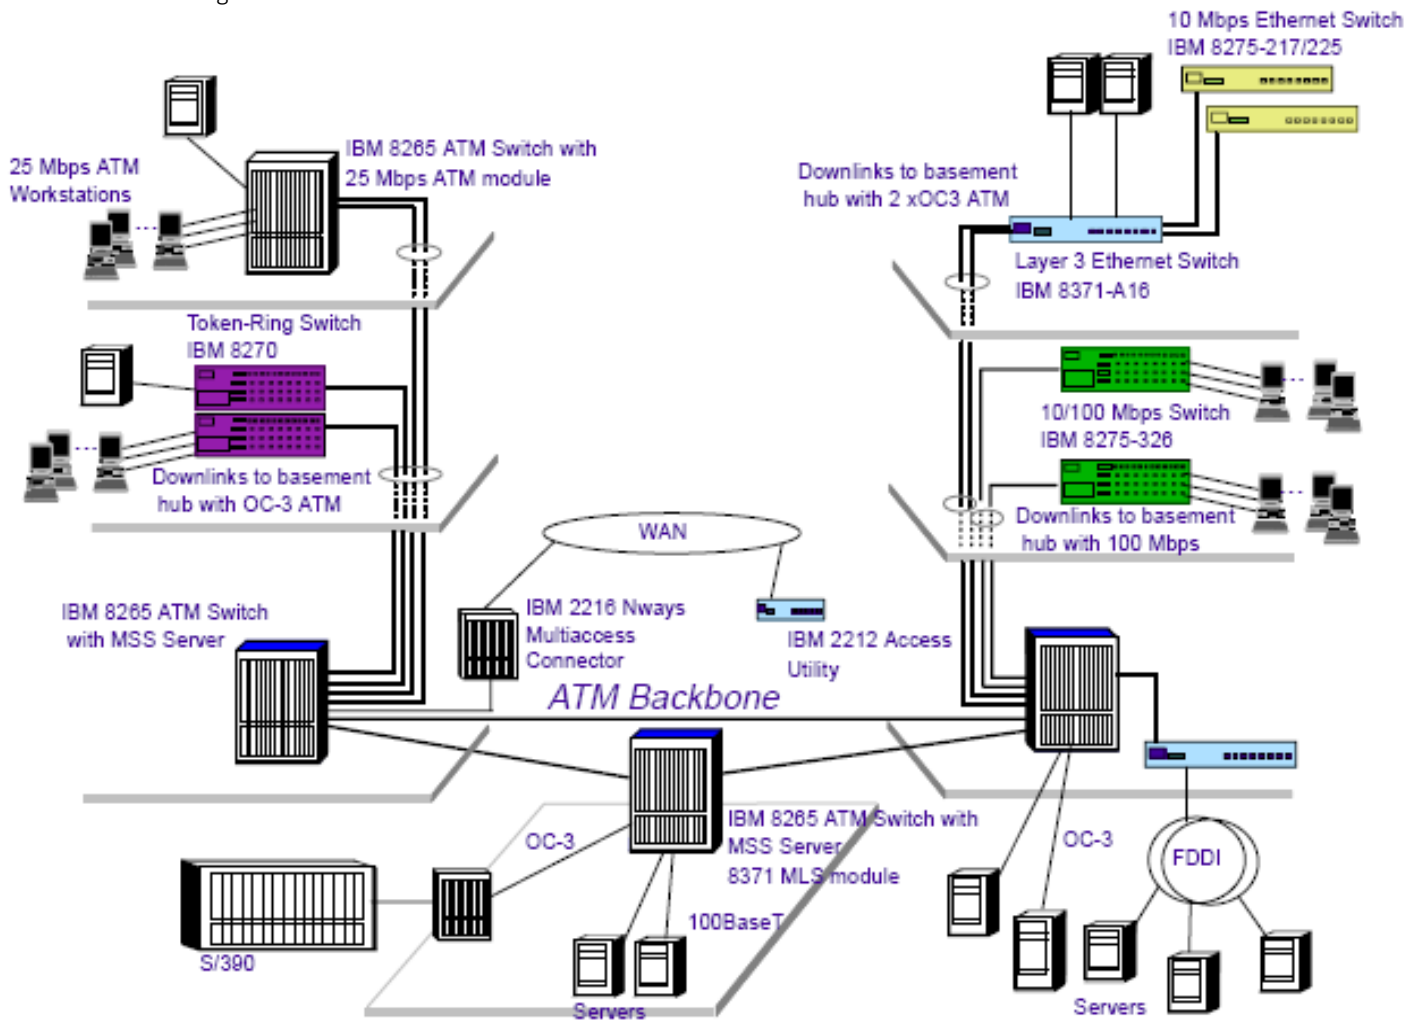 10 Mbps Ethernet Switch
IBM 8275-217/225
IBM 8265 ATM Switch with
25 Mbps ATM module
25 Mbps ATM
Workstations
Downlinks to basement
hub with 2 xOC3 ATM
Layer 3 Ethernet Switch
IBM 8371-A16
Token-Ring Switch
IBM 8270
10/100 Mbps Switch
IBM 8275-326
Downlinks to basement
hub with OC-3 ATM
Downlinks to basement
hub with 100 Mbps
WAN
IBM 8265 ATM Switch
with MSS Server
IBM 2216 Nways
Multiaccess
Connector
IBM 2212 Access
Utility
ATM Backbone
IBM 8265 ATM Switch with
MSS Server
8371 MLS module
OC-3
OC-3
FDDI
100BaseT
S/390
Servers
Servers